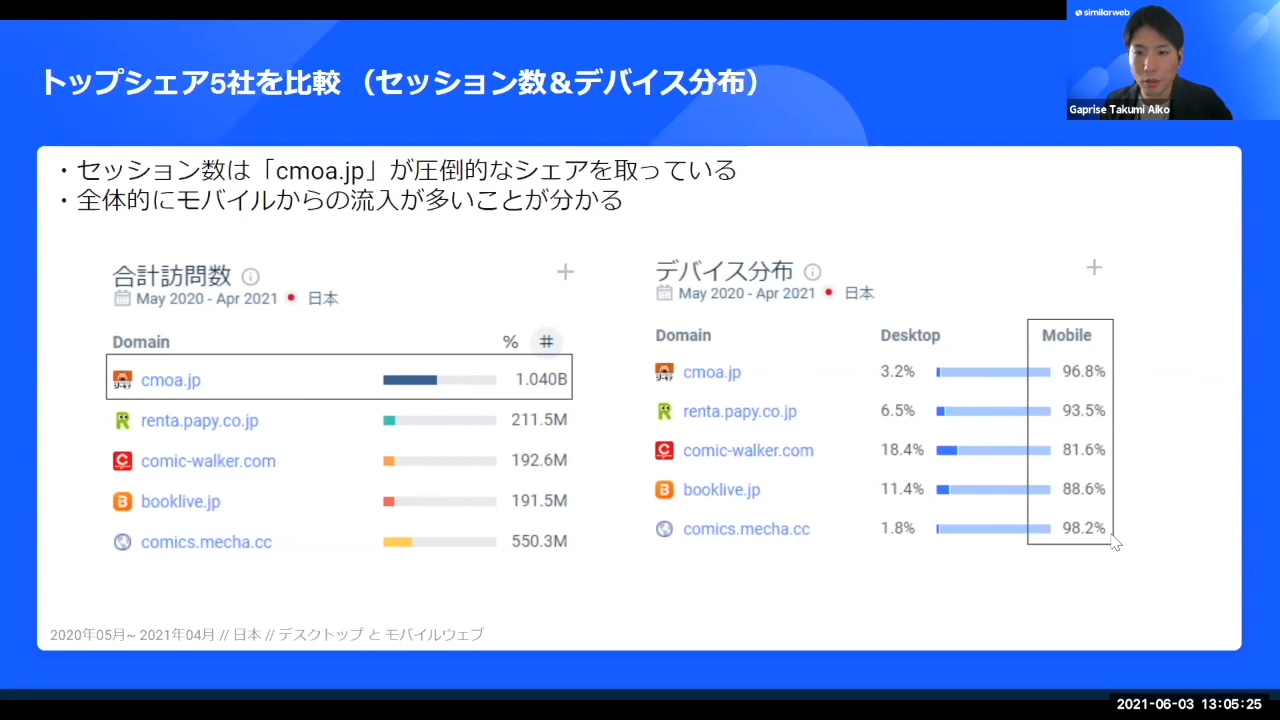 similarweb
Gaprise Takumi Aiko
トップシェア5社を比較 （セッション数＆デバイス分布）
・セッション数は「cmoa.jp」が圧倒的なシェアを取っている
・全体的にモバイルからの流入が多いことが分かる
合計訪問数
May 2020 - Apr 2021 日本
Domain % #
cmoa.jp 1.040B
renta.papy.co.jp 211.5M
comic-walker.com 192.6M
booklive.jp 191.5M
comics.mecha.cc 550.3M
デバイス分布
May 2020 - Apr 2021 日本
Domain Desktop Mobile
cmoa.jp 3.2% 96.8%
renta.papy.co.jp 6.5% 93.5%
comic-walker.com 18.4% 81.6%
booklive.jp 11.4% 88.6%
comics.mecha.cc 1.8% 98.2%
2020年05月~ 2021年04月 // 日本 // デスクトップ と モバイルウェブ
2021-06-03 13:05:25